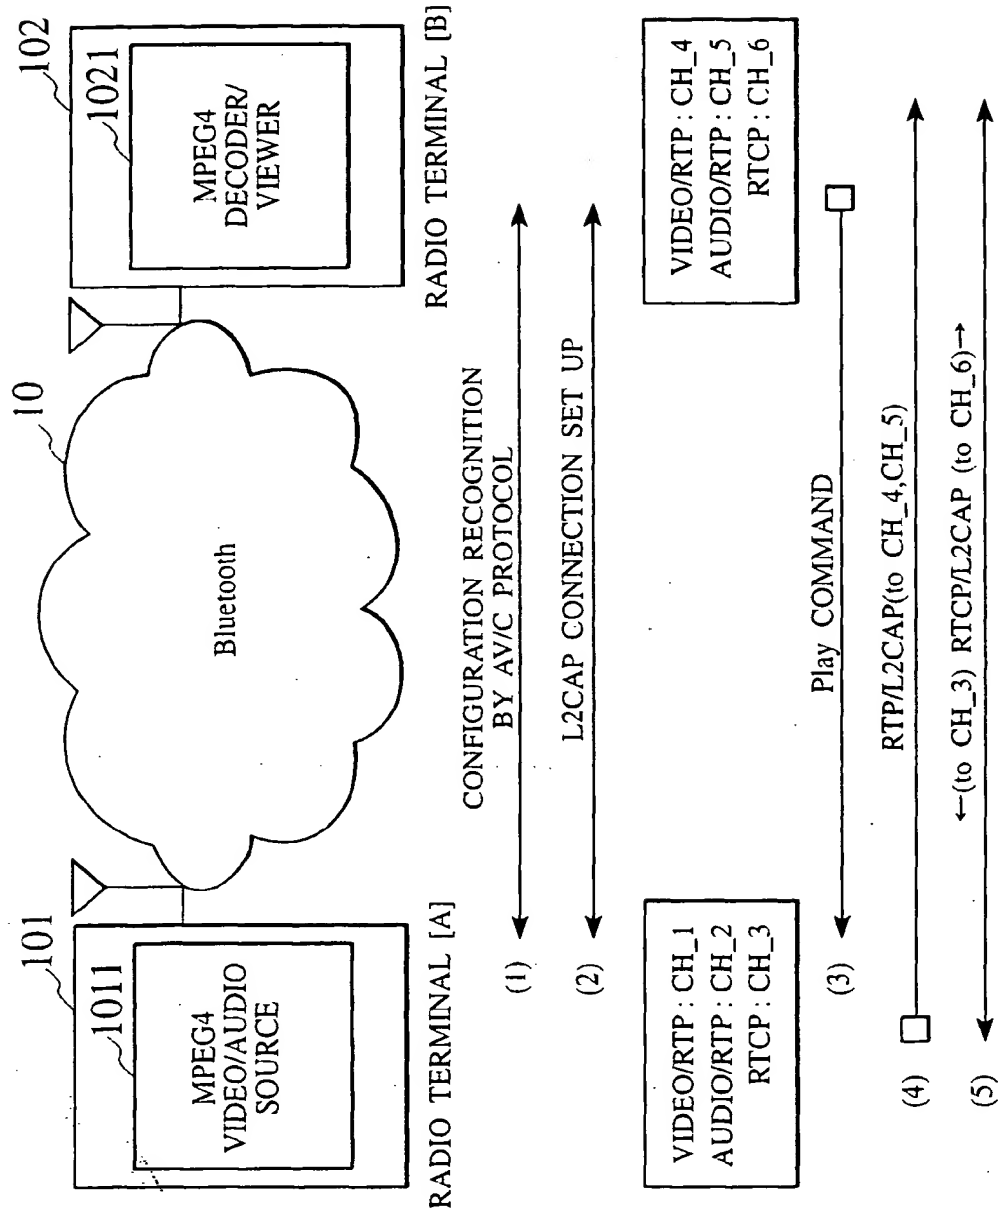 10
101
1011
MPEG4
VIDEO/AUDIO
SOURCE
RADIO TERMINAL [A]
Bluetooth
102
1021
MPEG4
DECODER/
VIEWER
RADIO TERMINAL [B]
CONFIGURATION RECOGNITION
BY AV/C PROTOCOL
(1)
L2CAP CONNECTION SET UP
(2)
VIDEO/RTP : CH_1
AUDIO/RTP : CH_2
RTCP : CH_3
VIDEO/RTP : CH_4
AUDIO/RTP : CH_5
RTCP : CH_6
Play COMMAND
(3)
RTP/L2CAP(to CH_4,CH_5)
(4)
←(to CH_3) RTCP/L2CAP (to CH_6)→
(5)